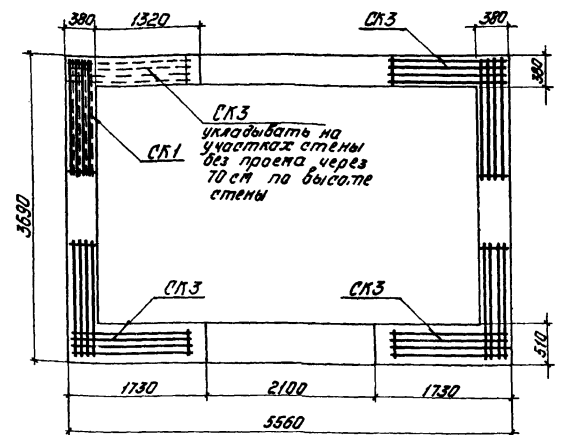 380
1320
СК3
380
380
СК3
укладывать на
участках стены
без проема через
70 см по высоте
стены
СК1
3690
СК3
СК3
510
1730
2100
1730
5560